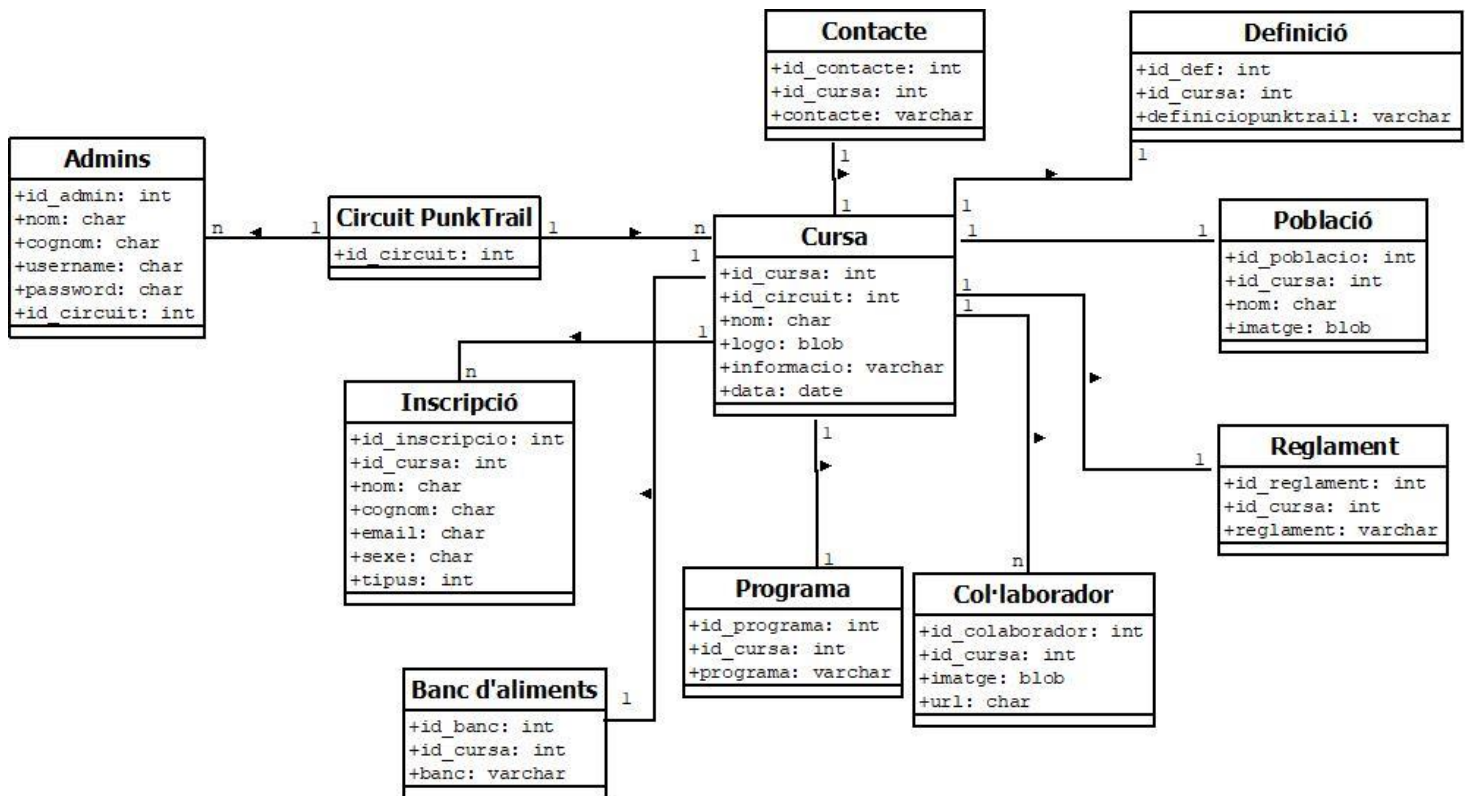 Contacte
+id_contacte: int
+id_cursa: int
+contacte: varchar
1
1
Definició
+id_def: int
+id_cursa: int
+definiciopunktrail: varchar
1
1
Admins
+id_admin: int
+nom: char
+cognom: char
+username: char
+password: char
+id_circuit: int
n
1
Circuit PunkTrail
+id_circuit: int
1
n
Cursa
+id_cursa: int
+id_circuit: int
+nom: char
+logo: blob
+informacio: varchar
+data: date
1
1
Població
+id_poblacio: int
+id_cursa: int
+nom: char
+imatge: blob
1
1
Inscripció
+id_inscripcio: int
+id_cursa: int
+nom: char
+cognom: char
+email: char
+sexe: char
+tipus: int
1
n
1
1
Reglament
+id_reglament: int
+id_cursa: int
+reglament: varchar
1
1
Programa
+id_programa: int
+id_cursa: int
+programa: varchar
1
n
Col·laborador
+id_colaborador: int
+id_cursa: int
+imatge: blob
+url: char
1
1
Banc d'aliments
+id_banc: int
+id_cursa: int
+banc: varchar